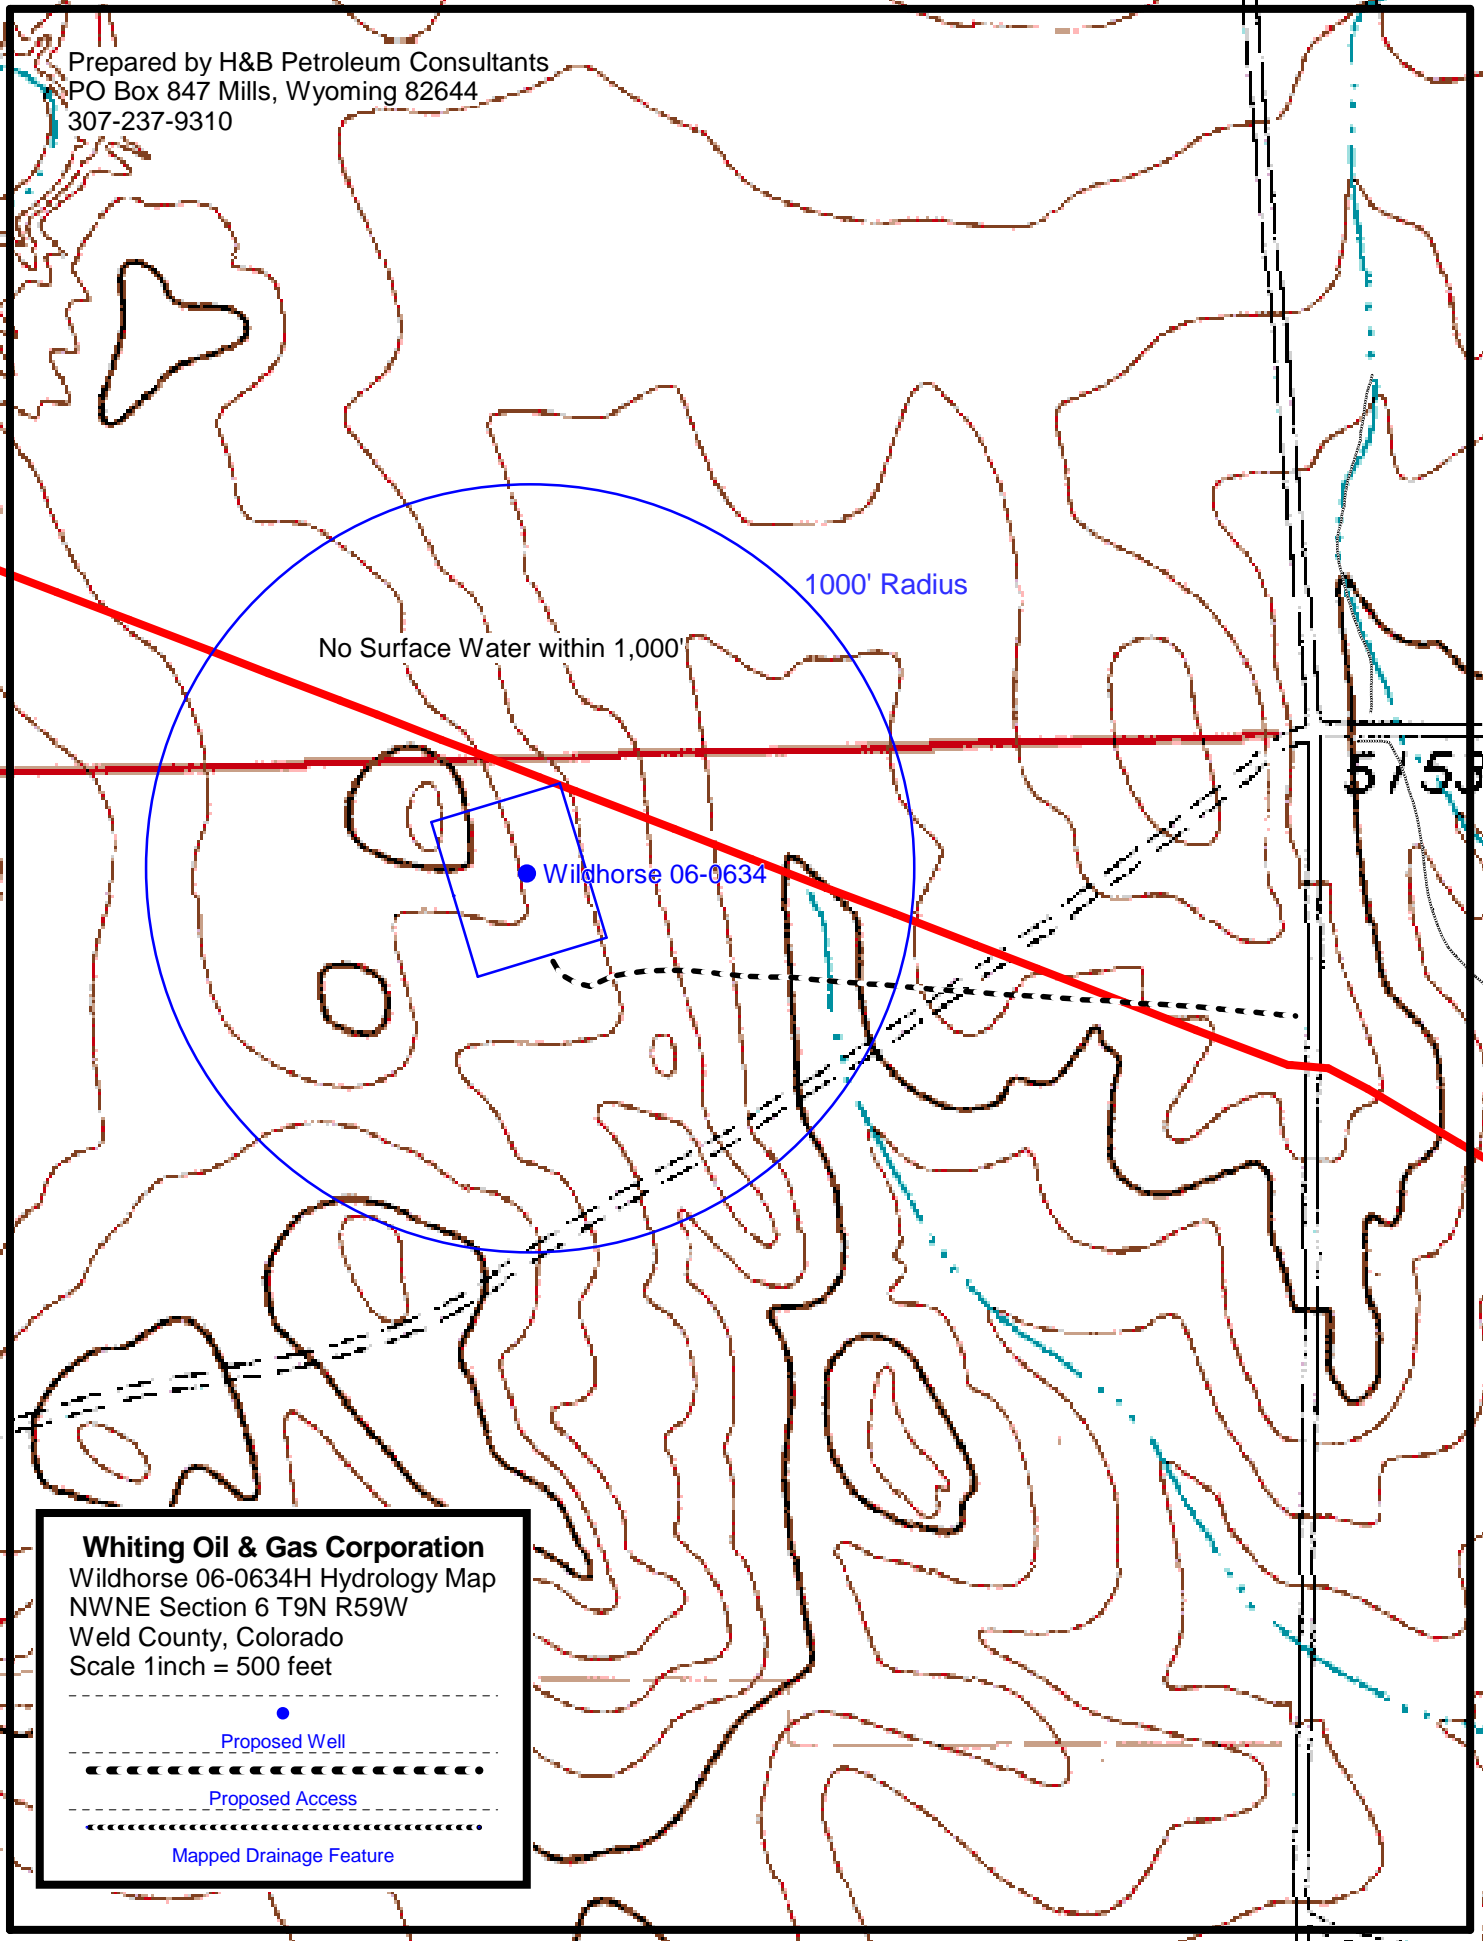 Prepared by H&B Petroleum Consultants
PO Box 847 Mills, Wyoming 82644
307-237-9310
1000' Radius
No Surface Water within 1,000'
Wildhorse 06-0634
Whiting Oil & Gas Corporation
Wildhorse 06-0634H Hydrology Map
NWNE Section 6 T9N R59W
Weld County, Colorado
Scale 1inch = 500 feet
Proposed Well
Proposed Access
Mapped Drainage Feature